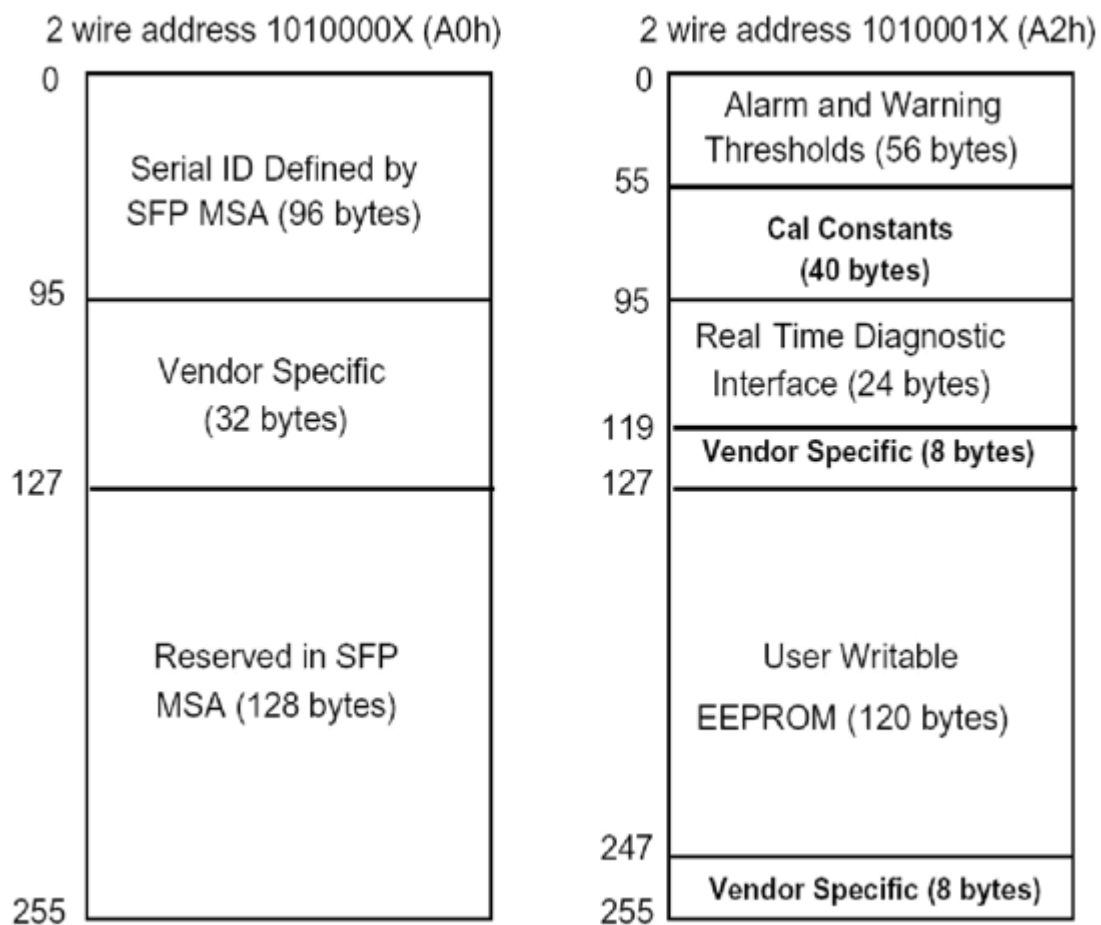 2 wire address 1010000X (A0h)
0
Serial ID Defined by
SFP MSA (96 bytes)
95
Vendor Specific
(32 bytes)
127
Reserved in SFP
MSA (128 bytes)
255
2 wire address 1010001X (A2h)
0
Alarm and Warning
Thresholds (56 bytes)
55
Cal Constants
(40 bytes)
95
Real Time Diagnostic
Interface (24 bytes)
119
Vendor Specific (8 bytes)
127
User Writable
EEPROM (120 bytes)
247
Vendor Specific (8 bytes)
255